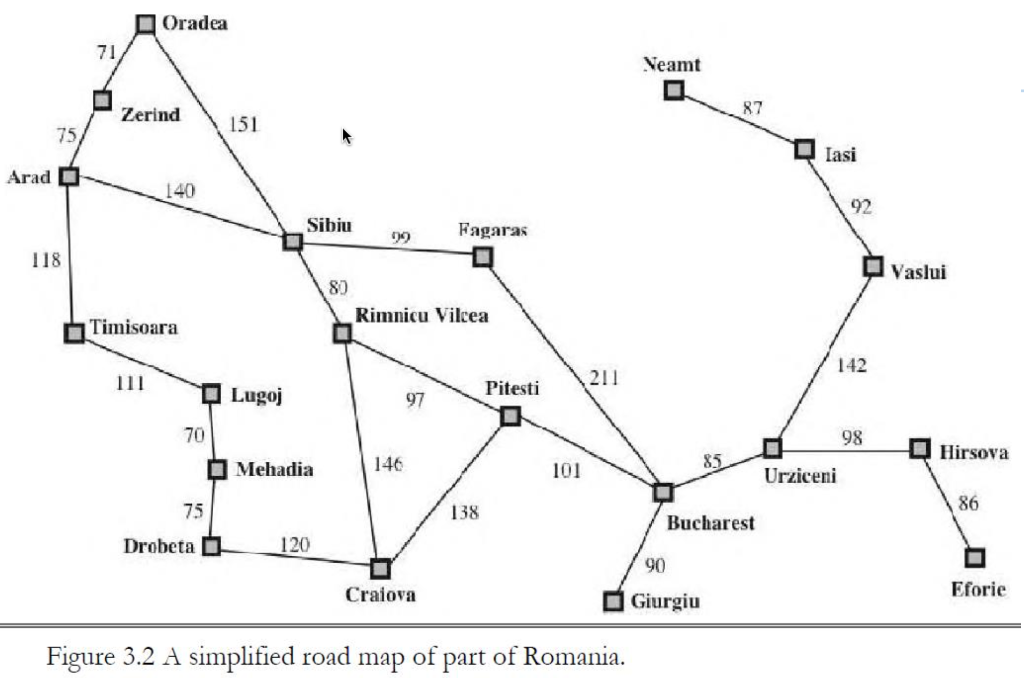 Oradea
71
Neamt
87
Zerind
151
75
Iasi
Arad
140
92
Sibiu
99
Fagaras
118
Vaslui
80
Timisoara
Rimnicu Vilcea
111
Lugoj
97
Pitesti
211
142
70
Mehadia
146
101
85
98
Hirsova
Urziceni
75
138
86
Drobeta
120
Bucharest
90
Craiova
Giurgiu
Eforie
Figure 3.2 A simplified road map of part of Romania.